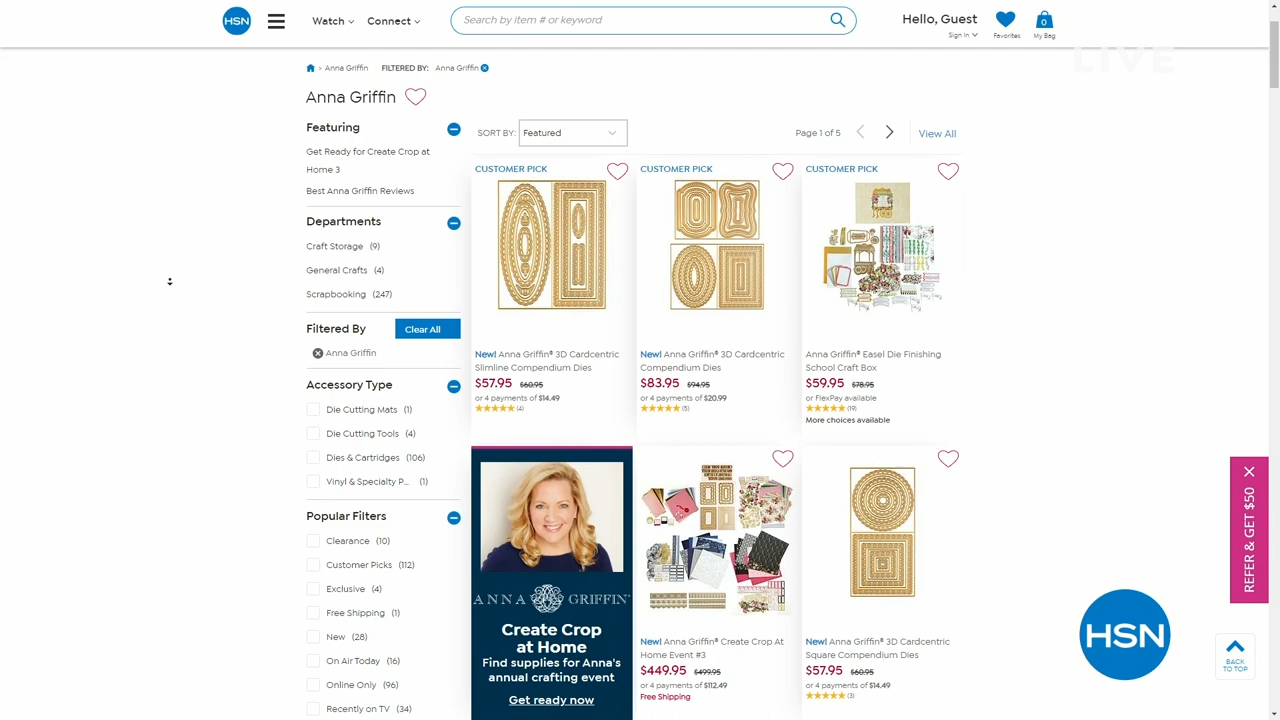 HSN
Watch
Connect
Search by item # or keyword
Hello, Guest
Sign In
Favorites
0
My Bag
LIVE
> Anna Griffin
FILTERED BY:
Anna Griffin
Anna Griffin
Featuring
Get Ready for Create Crop at
Home 3
Best Anna Griffin Reviews
Departments
Craft Storage (9)
General Crafts (4)
Scrapbooking (247)
Filtered By
Clear All
Anna Griffin
Accessory Type
Die Cutting Mats (1)
Die Cutting Tools (4)
Dies & Cartridges (106)
Vinyl & Specialty P... (1)
Popular Filters
Clearance (10)
Customer Picks (112)
Exclusive (4)
Free Shipping (1)
New (28)
On Air Today (16)
Online Only (96)
Recently on TV (34)
SORT BY:
Featured
Page 1 of 5
View All
CUSTOMER PICK
New! Anna Griffin® 3D Cardcentric
Slimline Compendium Dies
$57.95 $60.95
or 4 payments of $14.49
(4)
CUSTOMER PICK
New! Anna Griffin® 3D Cardcentric
Compendium Dies
$83.95 $94.95
or 4 payments of $20.99
(5)
CUSTOMER PICK
Anna Griffin® Easel Die Finishing
School Craft Box
$59.95 $78.95
or FlexPay available
(19)
More choices available
ANNA GRIFFIN®
Create Crop
at Home
Find supplies for Anna's
annual crafting event
Get ready now
New! Anna Griffin® Create Crop At
Home Event #3
$449.95 $499.95
or 4 payments of $112.49
Free Shipping
New! Anna Griffin® 3D Cardcentric
Square Compendium Dies
$57.95 $60.95
or 4 payments of $14.49
(3)
REFER & GET $50
HSN
BACK
TO TOP